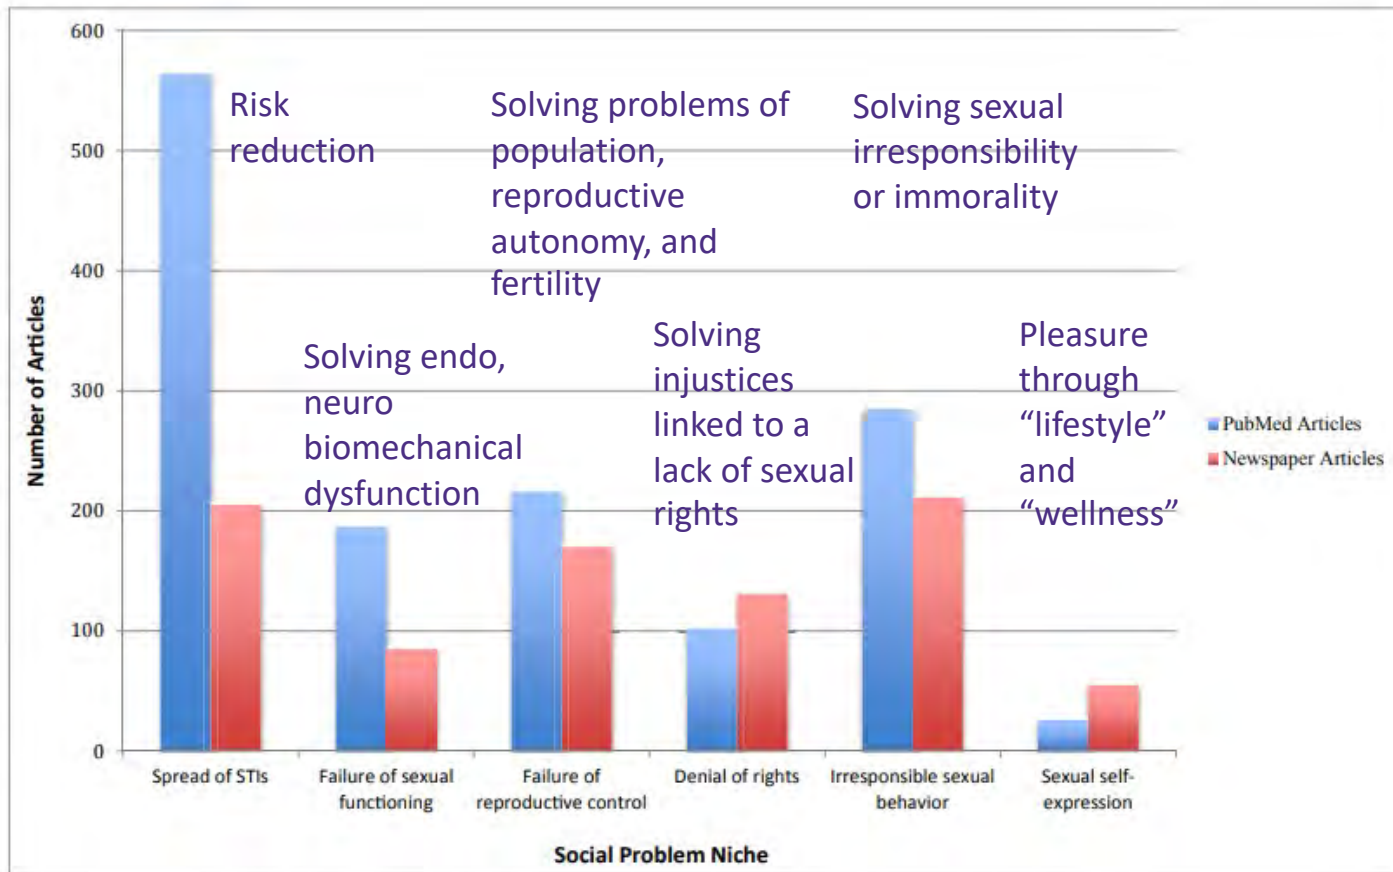 600
500
400
300
200
100
0
Number of Articles
Risk
reduction
Solving endo,
neuro
biomechanical
dysfunction
Solving problems of
population,
reproductive
autonomy, and
fertility
Solving
injustices
linked to a
lack of sexual
rights
Solving sexual
irresponsibility
or immorality
Pleasure
through
“lifestyle”
and
“wellness”
PubMed Articles
Newspaper Articles
Spread of STIs
Failure of sexual
functioning
Failure of
reproductive control
Denial of rights
Irresponsible sexual
behavior
Sexual self-
expression
Social Problem Niche